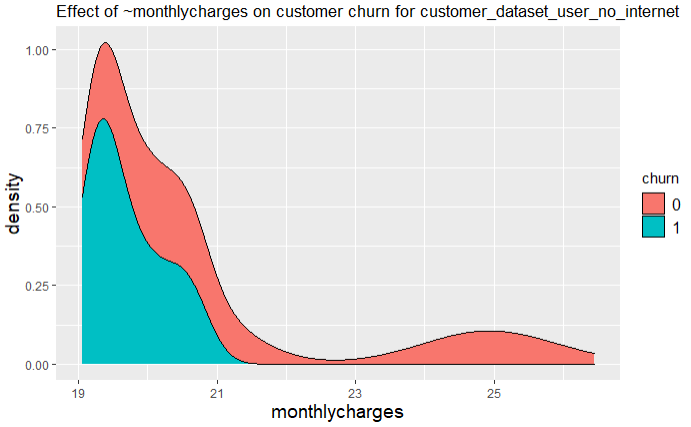 Effect of ~monthlycharges on customer churn for customer_dataset_user_no_internet
1.00
0.75
0.50
0.25
0.00
density
19
21
23
25
monthlycharges
churn
0
1